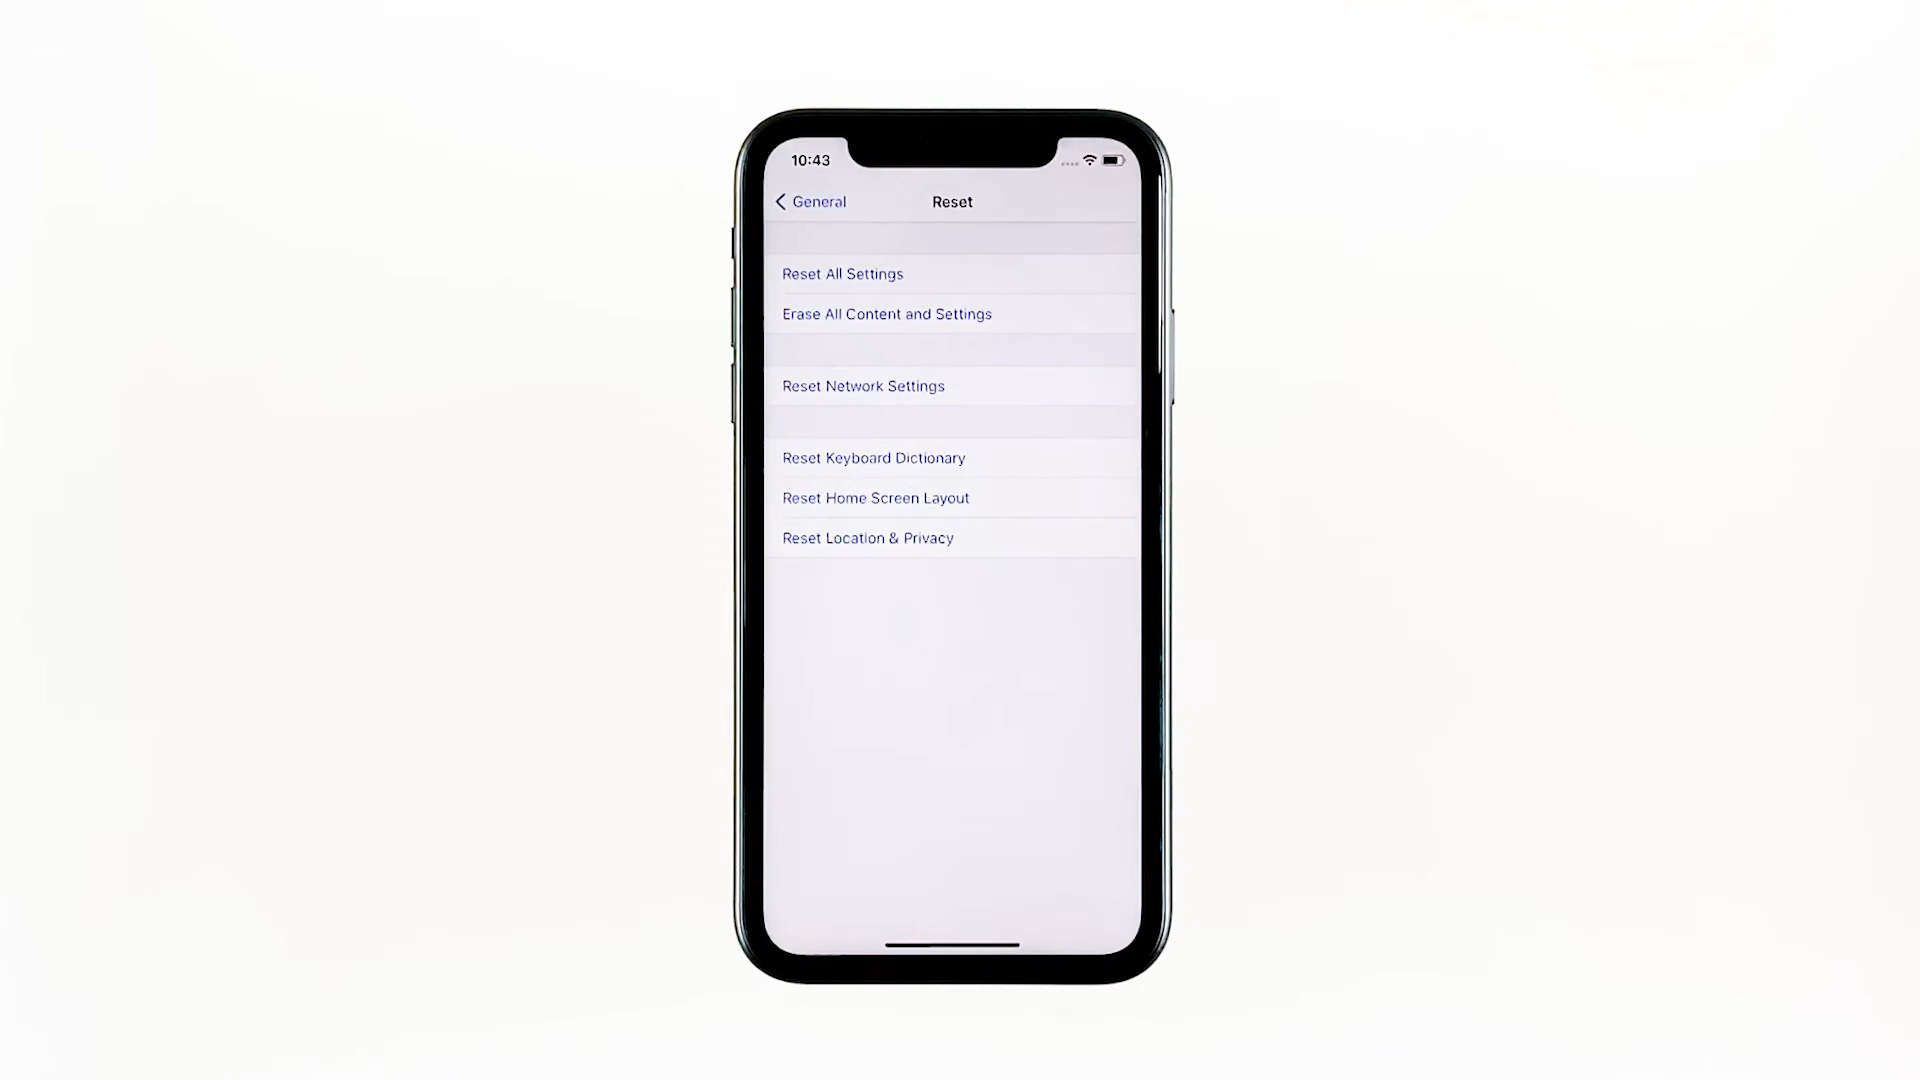 10:43
General
Reset
Reset All Settings
Erase All Content and Settings
Reset Network Settings
Reset Keyboard Dictionary
Reset Home Screen Layout
Reset Location & Privacy